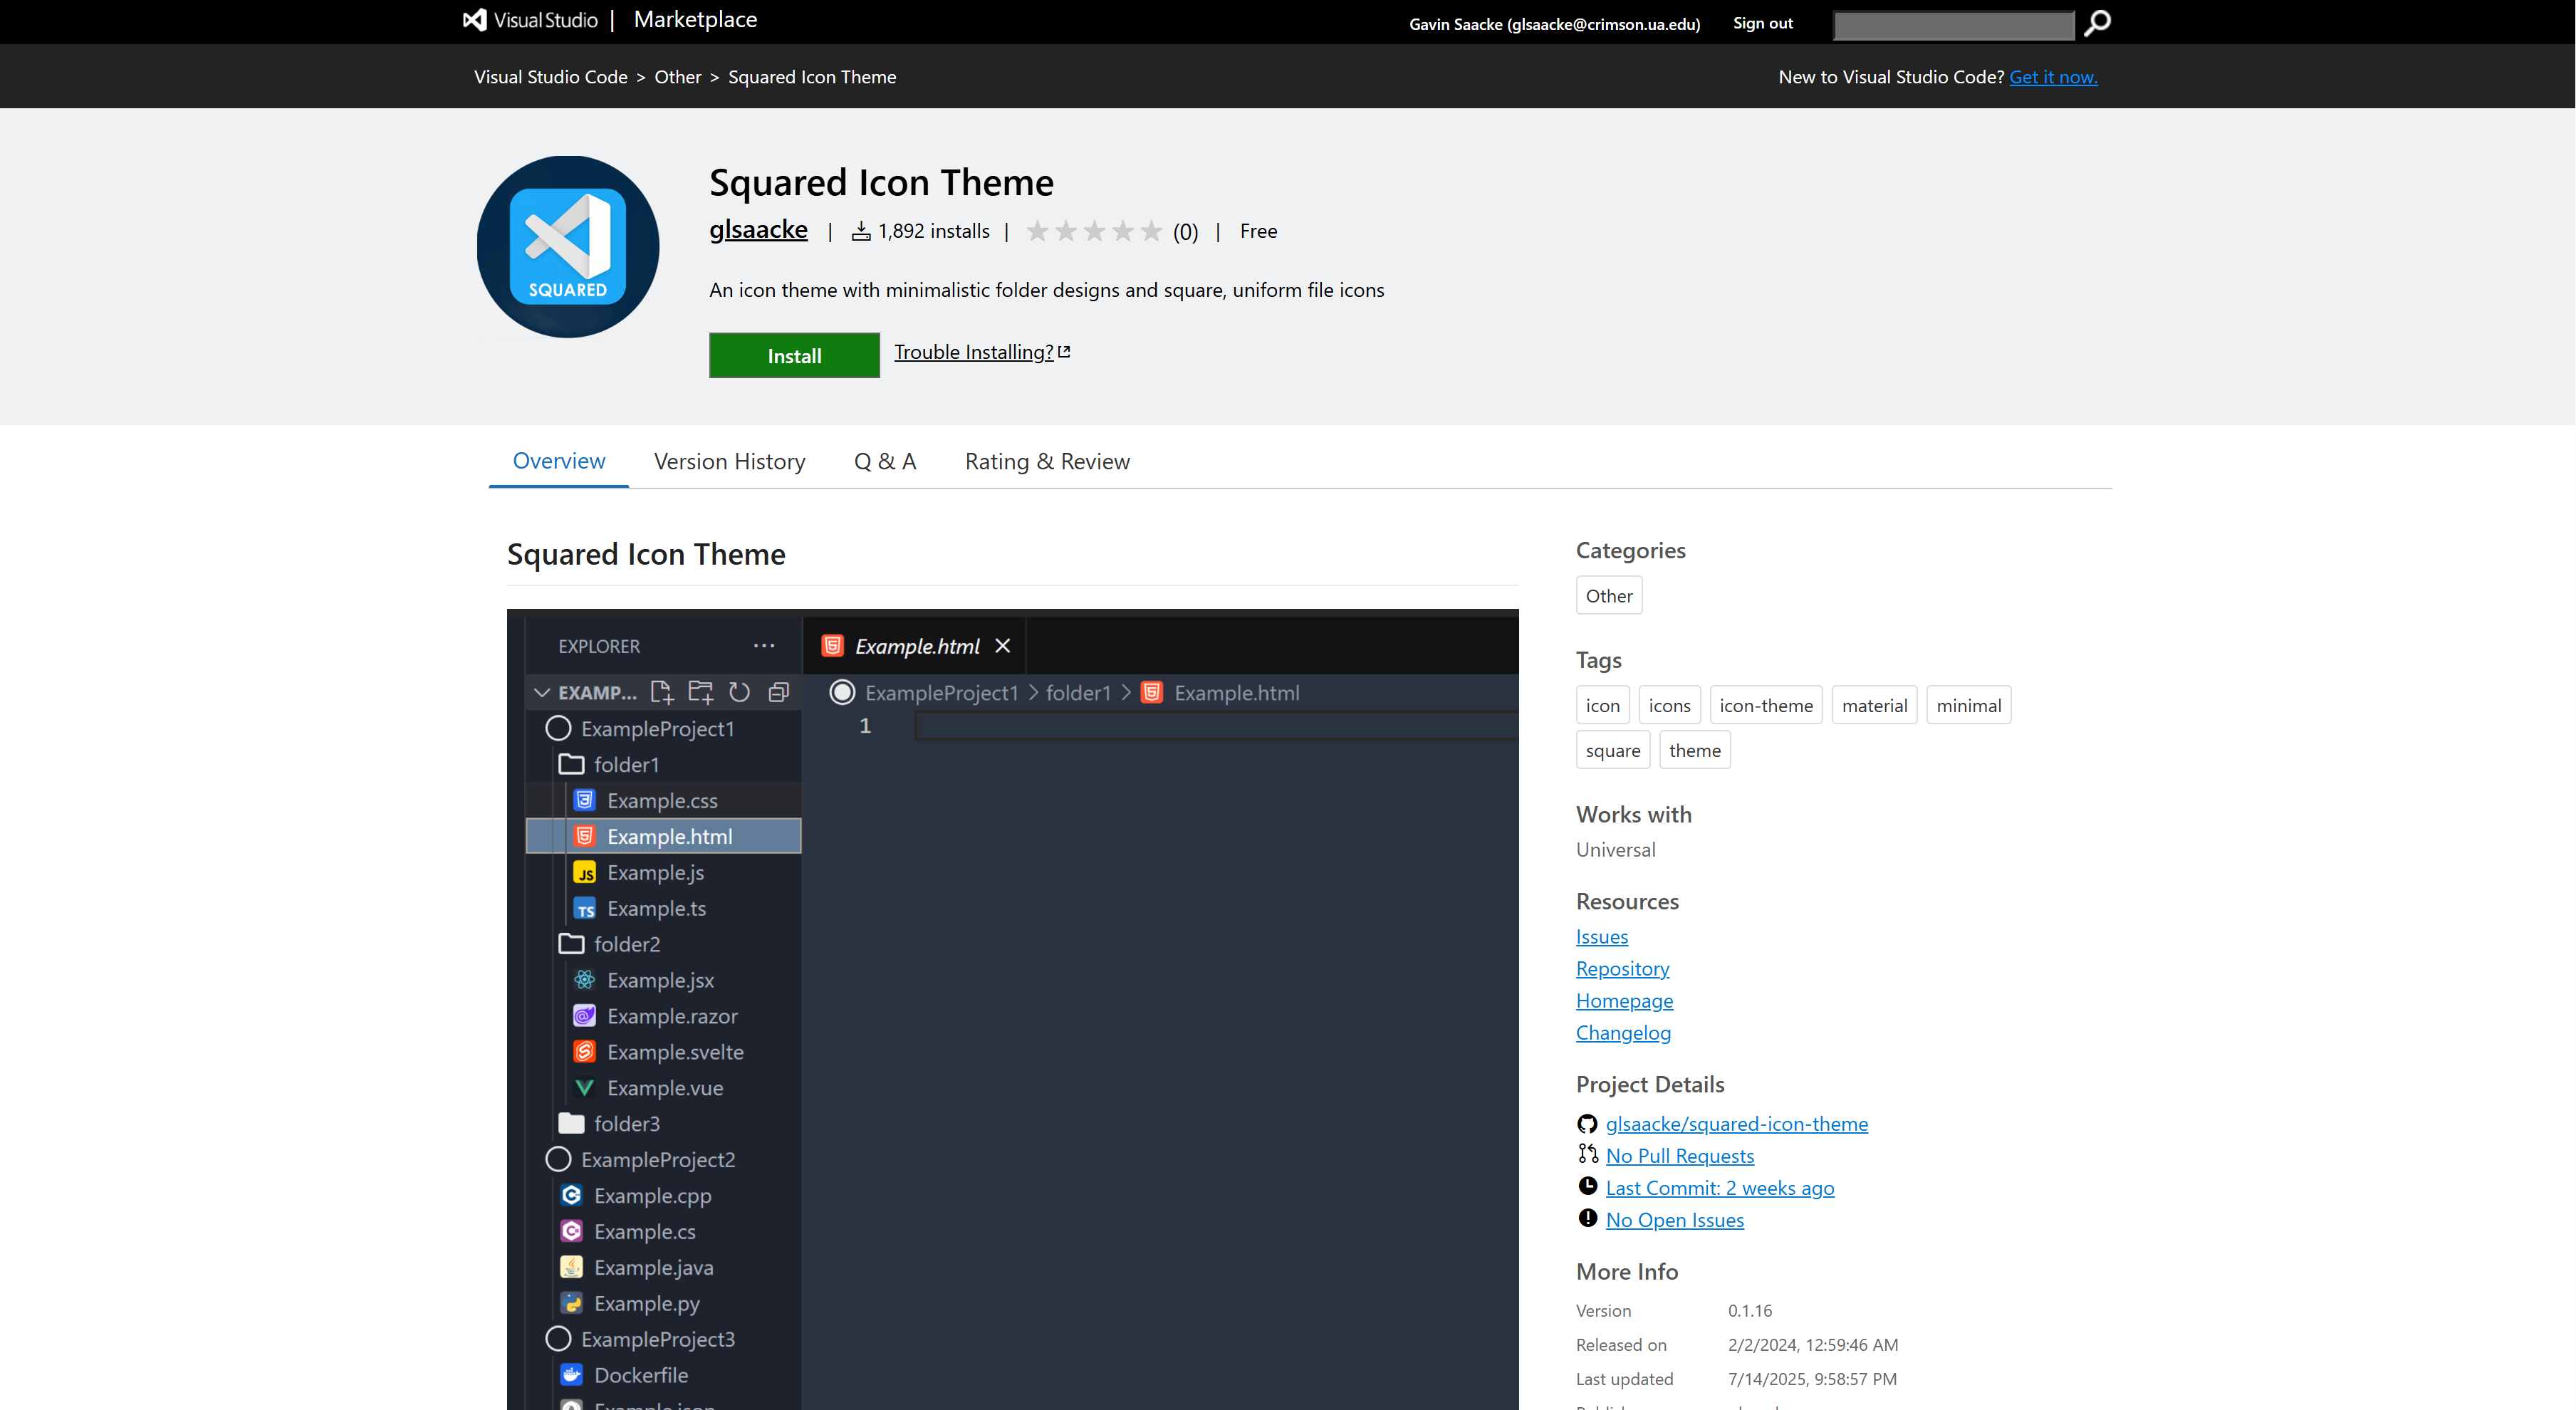 Visual Studio | Marketplace
Gavin Saacke (glsaacke@crimson.ua.edu) Sign out
Visual Studio Code > Other > Squared Icon Theme
New to Visual Studio Code? Get it now.
SQUARED
Squared Icon Theme
glsaacke | 1,892 installs | (0) | Free
An icon theme with minimalistic folder designs and square, uniform file icons
Install Trouble Installing?
Overview Version History Q & A Rating & Review
Squared Icon Theme
EXPLORER ···
Example.html
EXAMP...
ExampleProject1 > folder1 > Example.html
1
ExampleProject1
folder1
Example.css
Example.html
JS Example.js
TS Example.ts
folder2
Example.jsx
Example.razor
Example.svelte
Example.vue
folder3
ExampleProject2
Example.cpp
Example.cs
Example.java
Example.py
ExampleProject3
Dockerfile
Example.json
Categories
Other
Tags
icon icons icon-theme material minimal
square theme
Works with
Universal
Resources
Issues
Repository
Homepage
Changelog
Project Details
glsaacke/squared-icon-theme
No Pull Requests
Last Commit: 2 weeks ago
No Open Issues
More Info
Version 0.1.16
Released on 2/2/2024, 12:59:46 AM
Last updated 7/14/2025, 9:58:57 PM